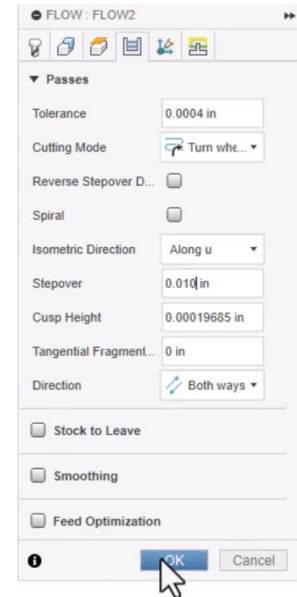 FLOW : FLOW2
Passes
Tolerance 0.0004 in
Cutting Mode Turn whe...
Reverse Stepover D...
Spiral
Isometric Direction Along u
Stepover 0.010 in
Cusp Height 0.00019685 in
Tangential Fragment... 0 in
Direction Both ways
Stock to Leave
Smoothing
Feed Optimization
OK Cancel